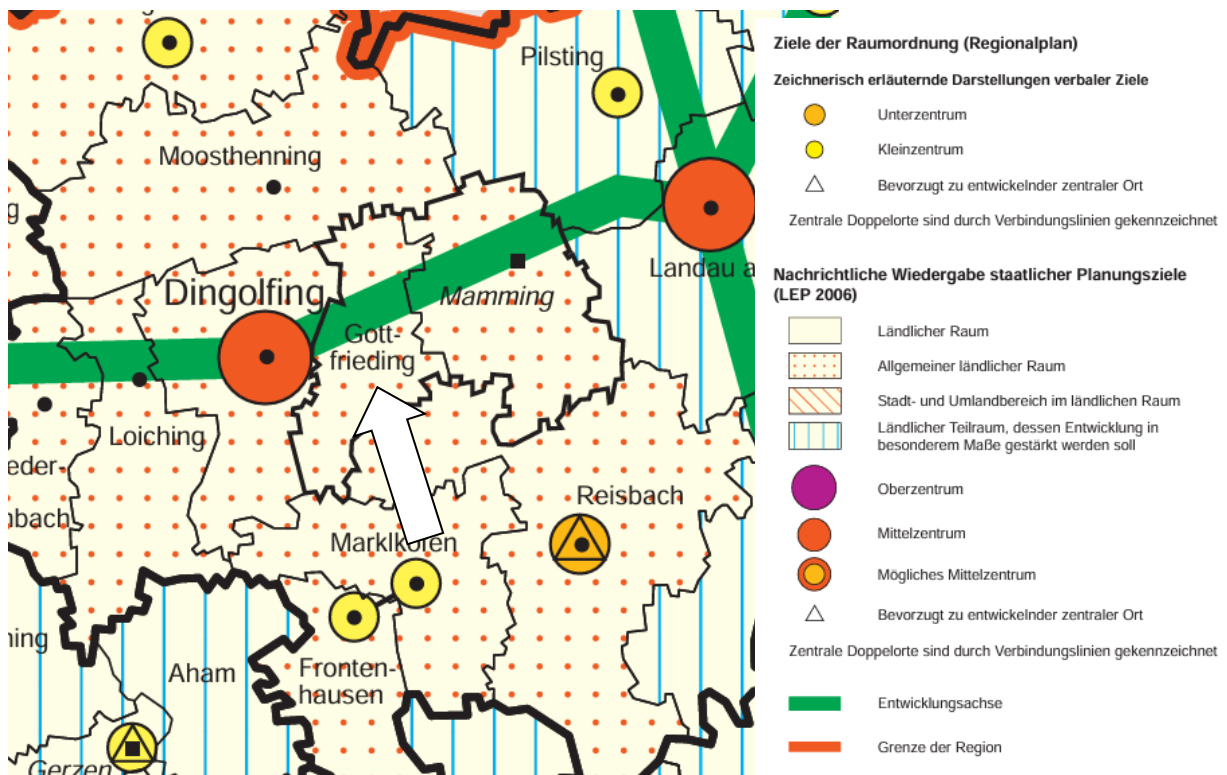 Pilsting
Moosthenning
g
Landau a
Dingolfing
Mamming
Gott-
frieding
Loiching
eder-
nbach
Reisbach
Marklkofen
ning
Aham
Fronten-
hausen
Gerzen
Ziele der Raumordnung (Regionalplan)
Zeichnerisch erläuternde Darstellungen verbaler Ziele
Unterzentrum
Kleinzentrum
Bevorzugt zu entwickelnder zentraler Ort
Zentrale Doppelorte sind durch Verbindungslinien gekennzeichnet
Nachrichtliche Wiedergabe staatlicher Planungsziele
(LEP 2006)
Ländlicher Raum
Allgemeiner ländlicher Raum
Stadt- und Umlandbereich im ländlichen Raum
Ländlicher Teilraum, dessen Entwicklung in
besonderem Maße gestärkt werden soll
Oberzentrum
Mittelzentrum
Mögliches Mittelzentrum
Bevorzugt zu entwickelnder zentraler Ort
Zentrale Doppelorte sind durch Verbindungslinien gekennzeichnet
Entwicklungsachse
Grenze der Region